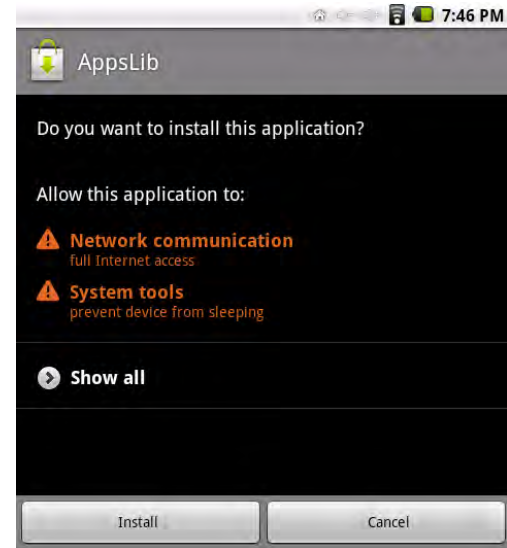 7:46 PM
AppsLib
Do you want to install this application?
Allow this application to:
Network communication
full Internet access
System tools
prevent device from sleeping
Show all
Install
Cancel